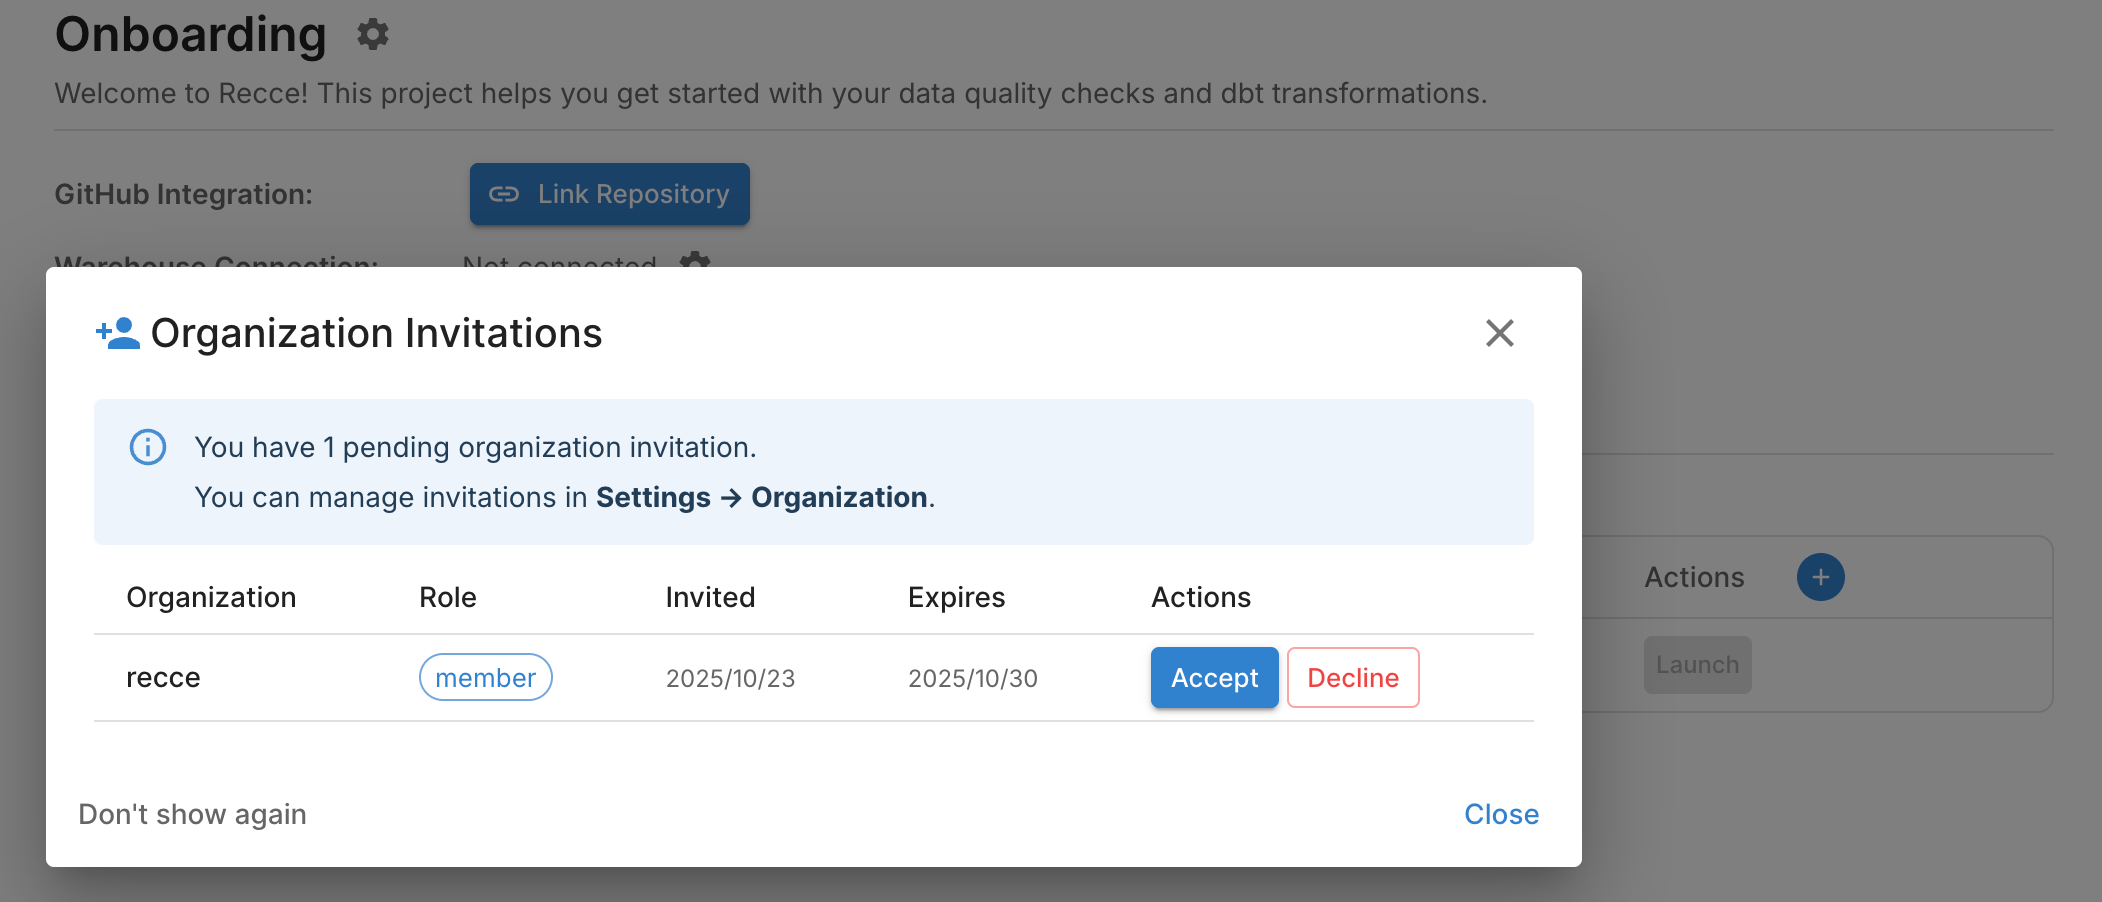 Onboarding
Welcome to Recce! This project helps you get started with your data quality checks and dbt transformations.
GitHub Integration:
Link Repository
Warehouse Connection:
Not connected
Organization Invitations
You have 1 pending organization invitation.
You can manage invitations in Settings → Organization.
Organization Role Invited Expires Actions
recce member 2025/10/23 2025/10/30 Accept Decline
Don't show again
Close
Actions
Launch